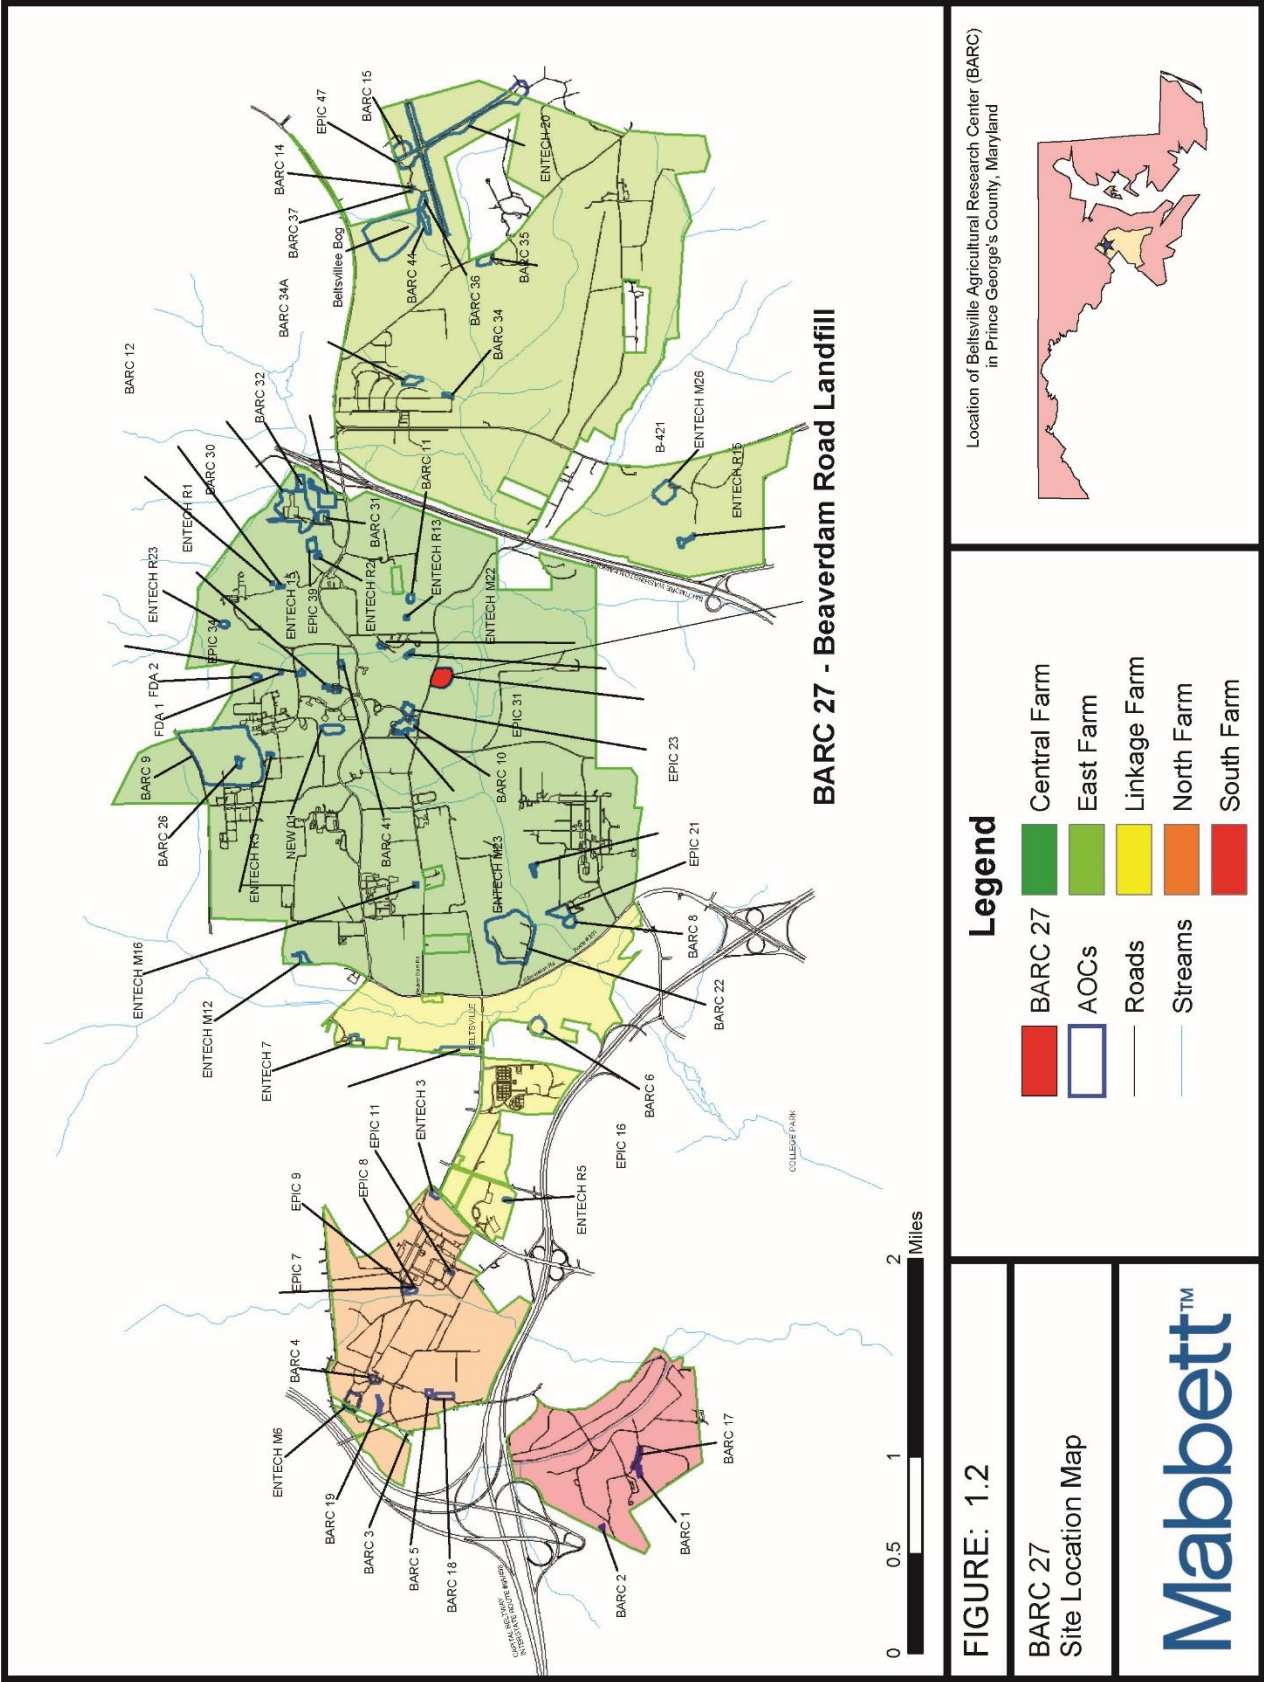 BARC 12
BARC 15
EPIC 47
BARC 14
BARC 37
Beltsvillee Bog
BARC 34A
BARC 44
BARC 36
BARC 35
ENTECH 20
BARC 34
BARC 32
BARC 30
ENTECH R1
ENTECH R23
BARC 31
BARC 11
ENTECH R13
ENTECH M22
EPIC 39
EPIC 34
FDA 2
FDA 1
BARC 9
BARC 26
ENTECH R3
NEW 01
BARC 41
BARC 10
EPIC 31
EPIC 23
B-421
ENTECH M26
ENTECH R15
ENTECH M23
EPIC 21
BARC 8
BARC 22
ENTECH M16
ENTECH M12
ENTECH 7
BELTSVILLE
BARC 6
EPIC 16
ENTECH R5
ENTECH 3
EPIC 11
EPIC 8
EPIC 9
EPIC 7
BARC 4
ENTECH M6
BARC 19
BARC 3
BARC 5
BARC 18
BARC 17
BARC 1
BARC 2
COLLEGE PARK
BARC 27 - Beaverdam Road Landfill
0 0.5 1 2
Miles
FIGURE: 1.2
BARC 27
Site Location Map
Mabbett™
Legend
BARC 27
AOCs
Roads
Streams
Central Farm
East Farm
Linkage Farm
North Farm
South Farm
Location of Beltsville Agricultural Research Center (BARC)
in Prince George's County, Maryland